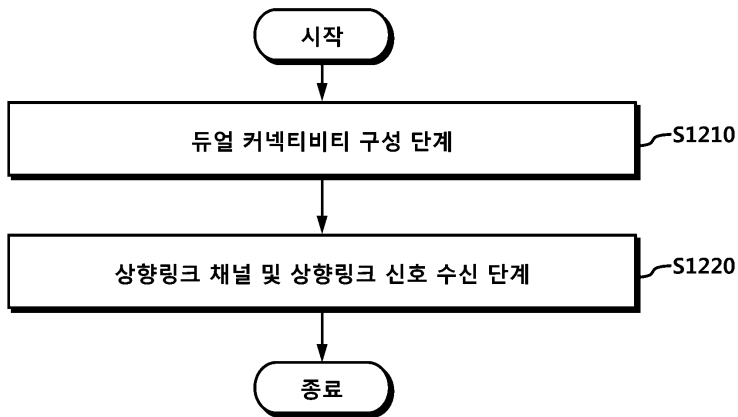 시작
듀얼 커넥티비티 구성 단계
S1210
상향링크 채널 및 상향링크 신호 수신 단계
S1220
종료